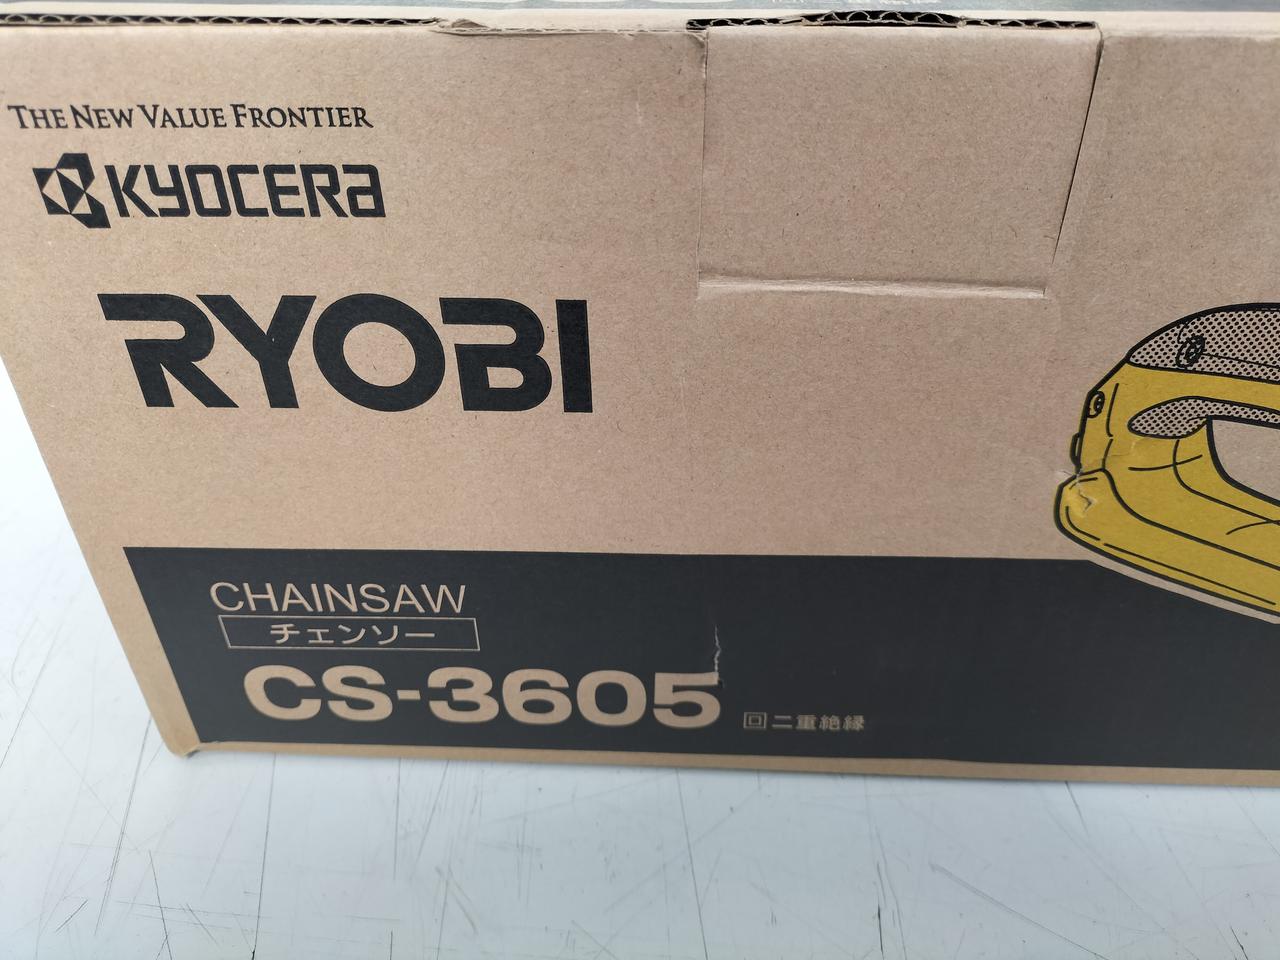 THE NEW VALUE FRONTIER
KYOCERA
RYOBI
CHAINSAW
チェンソー
CS-3605
回二重絶縁